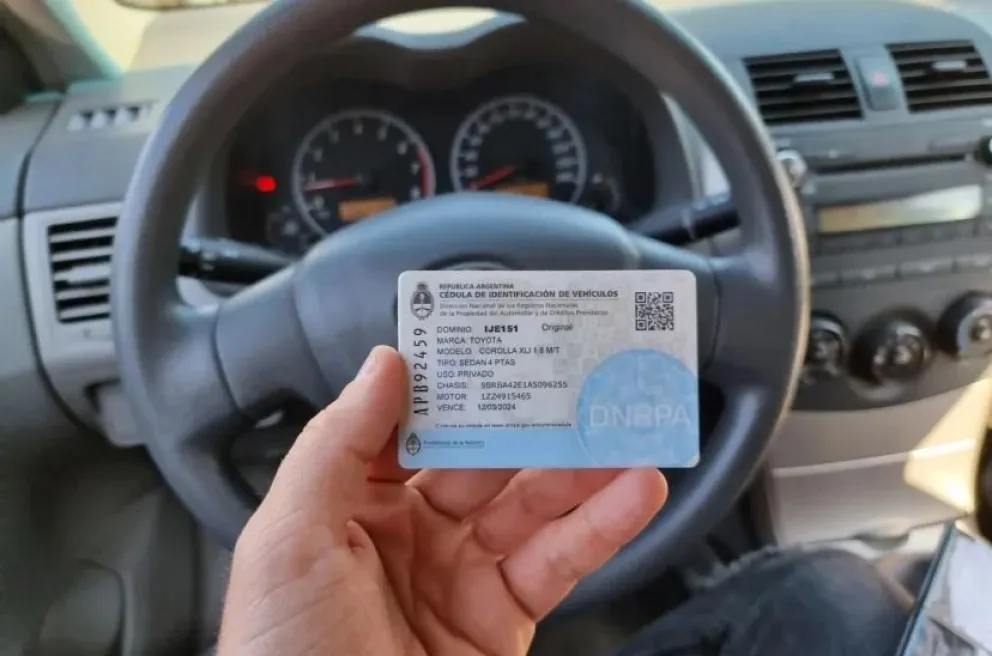 REPUBLICA ARGENTINA
CÉDULA DE IDENTIFICACIÓN DE VEHÍCULOS
Dirección Nacional de los Registros Nacionales
de la Propiedad del Automotor y de Créditos Prendarios
DOMINIO: IJE151 Original
MARCA: TOYOTA
MODELO: COROLLA XLI 1.8 M/T
TIPO: SEDAN 4 PTAS
USO: PRIVADO
CHASIS: 9BRBA42E1A5096255
MOTOR: 1ZZ4915465
VENCE: 12/03/2024
APB92459
DNRPA